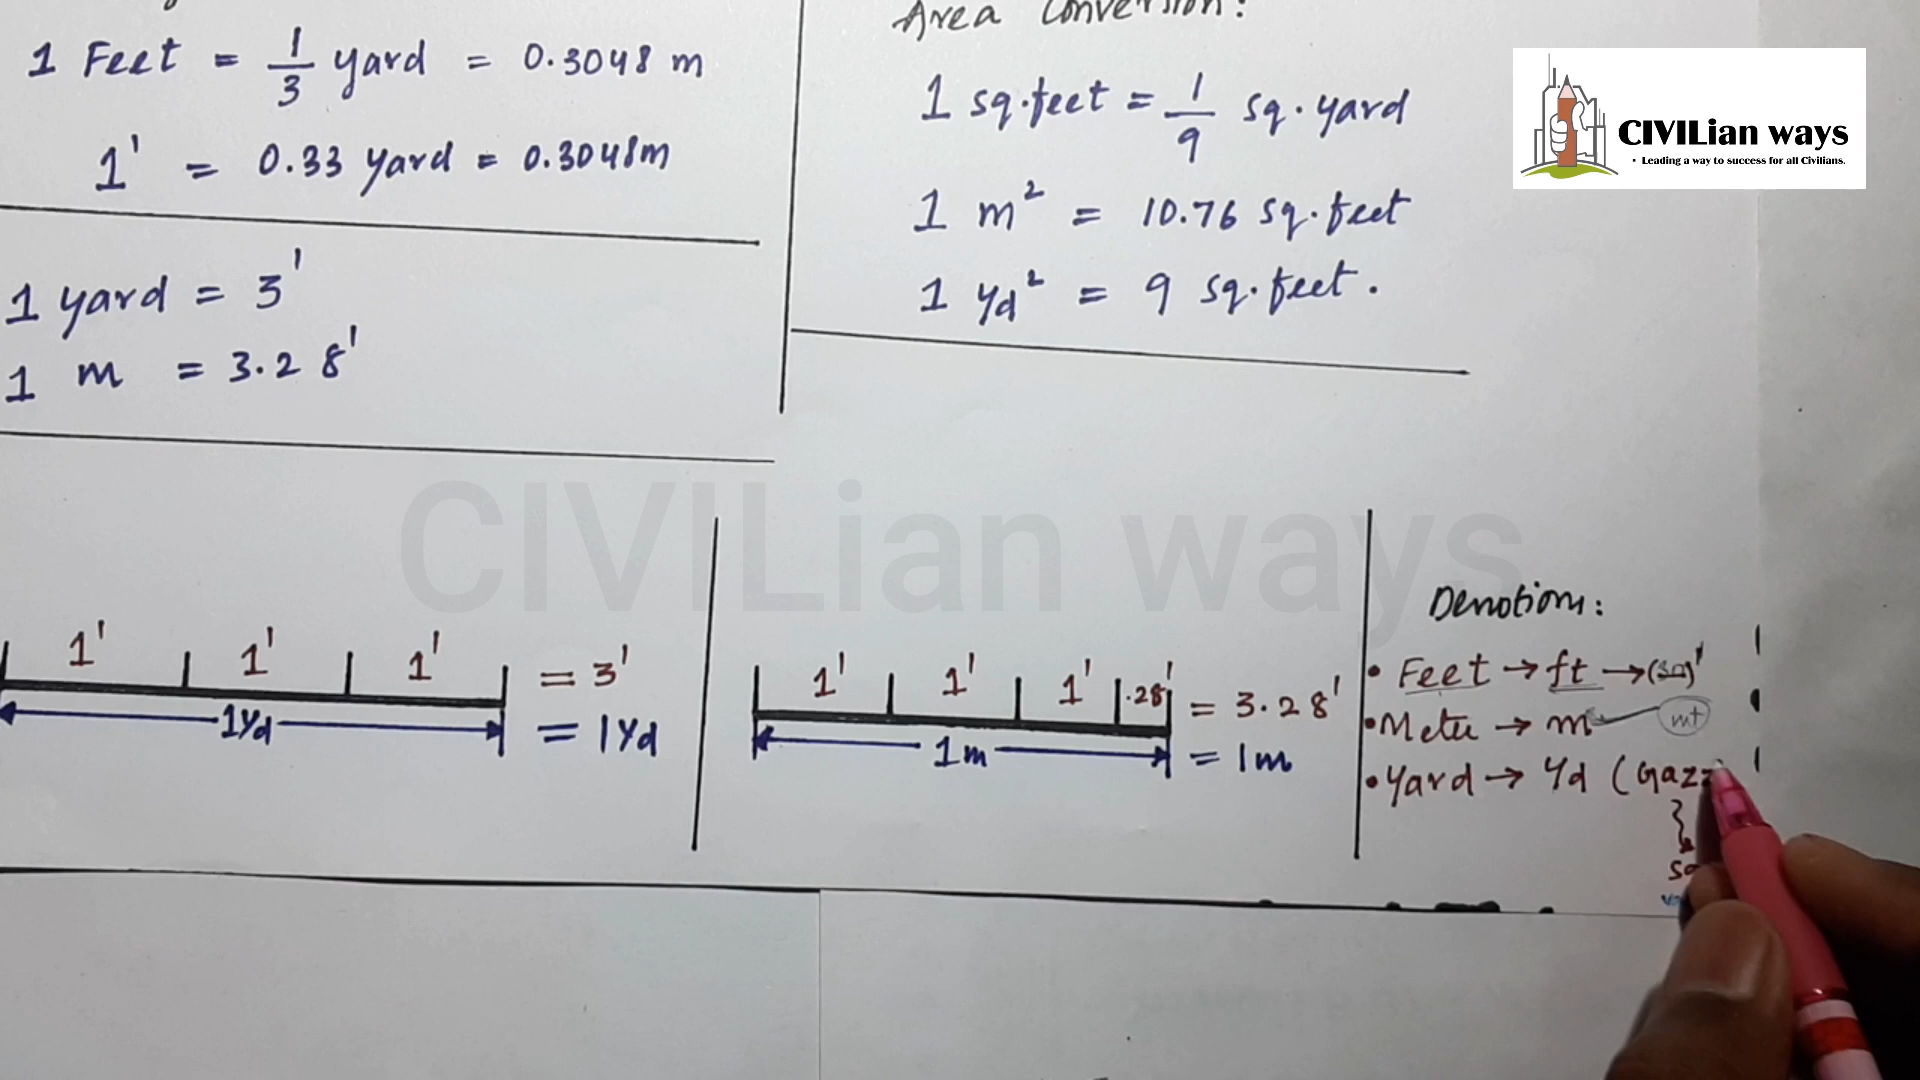 1 Feet = 1/3 yard = 0.3048 m
1' = 0.33 yard = 0.3048m
1 yard = 3'
1 m = 3.28'
Area Conversion:
1 sq.feet = 1/9 sq.yard
1 m² = 10.76 sq.feet
1 yd² = 9 sq.feet.
CIVILian ways
• Leading a way to success for all Civilians.
CIVILian ways
1' 1' 1' = 3'
1Yd = 1Yd
1' 1' 1' .28' = 3.28'
1m = 1m
Denotion:
• Feet → ft →
• Meter → m mt
• Yard → Yd (Gazz